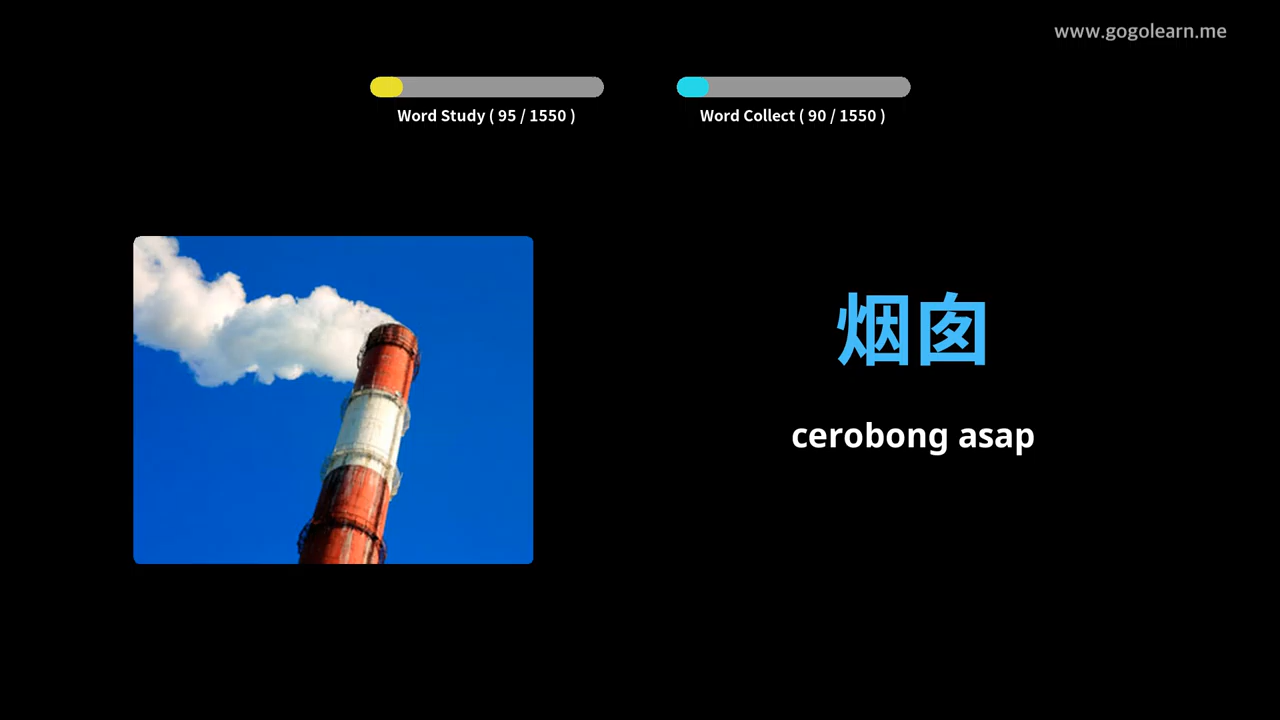 www.gogolearn.me
Word Study ( 95 / 1550 )
Word Collect ( 90 / 1550 )
烟囱
cerobong asap